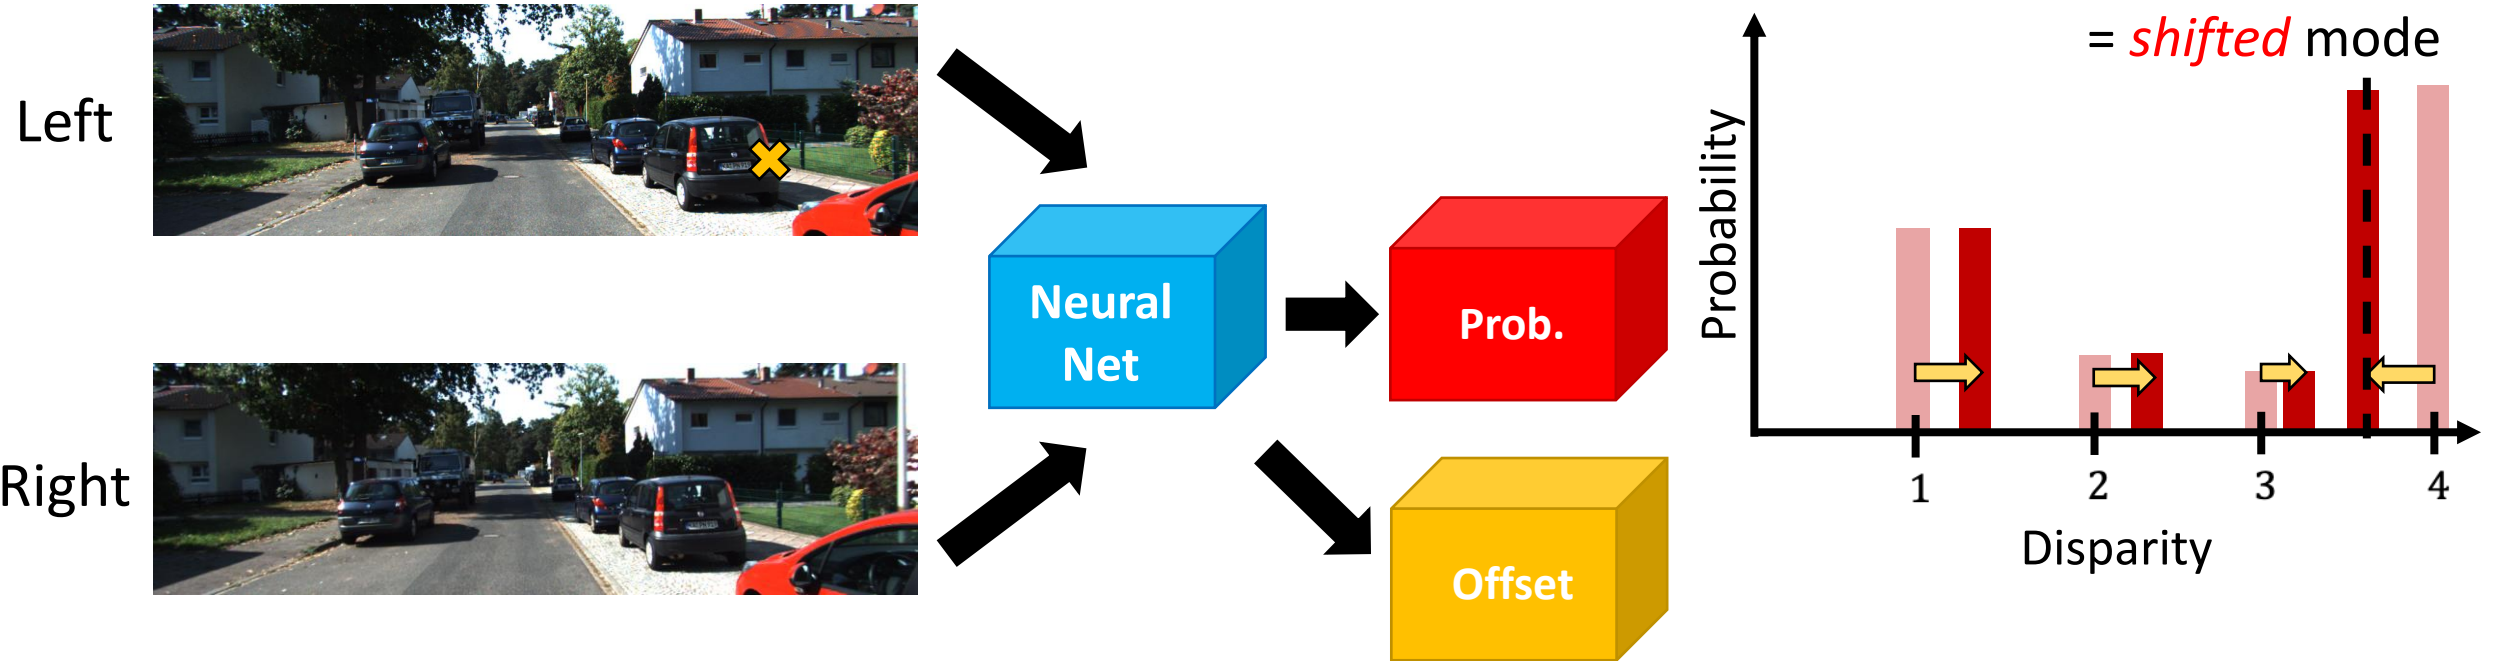 Left
Right
Neural
Net
Prob.
Offset
= shifted mode
Probability
1 2 3 4
Disparity